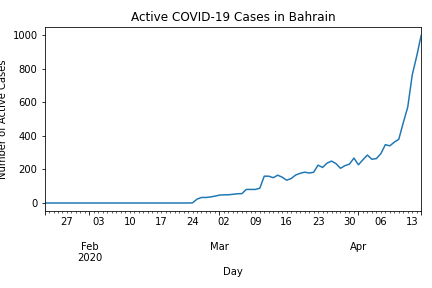 Active COVID-19 Cases in Bahrain
1000
800
600
400
200
0
Number of Active Cases
27 03 10 17 24 02 09 16 23 30 06 13
Feb Mar Apr
2020
Day